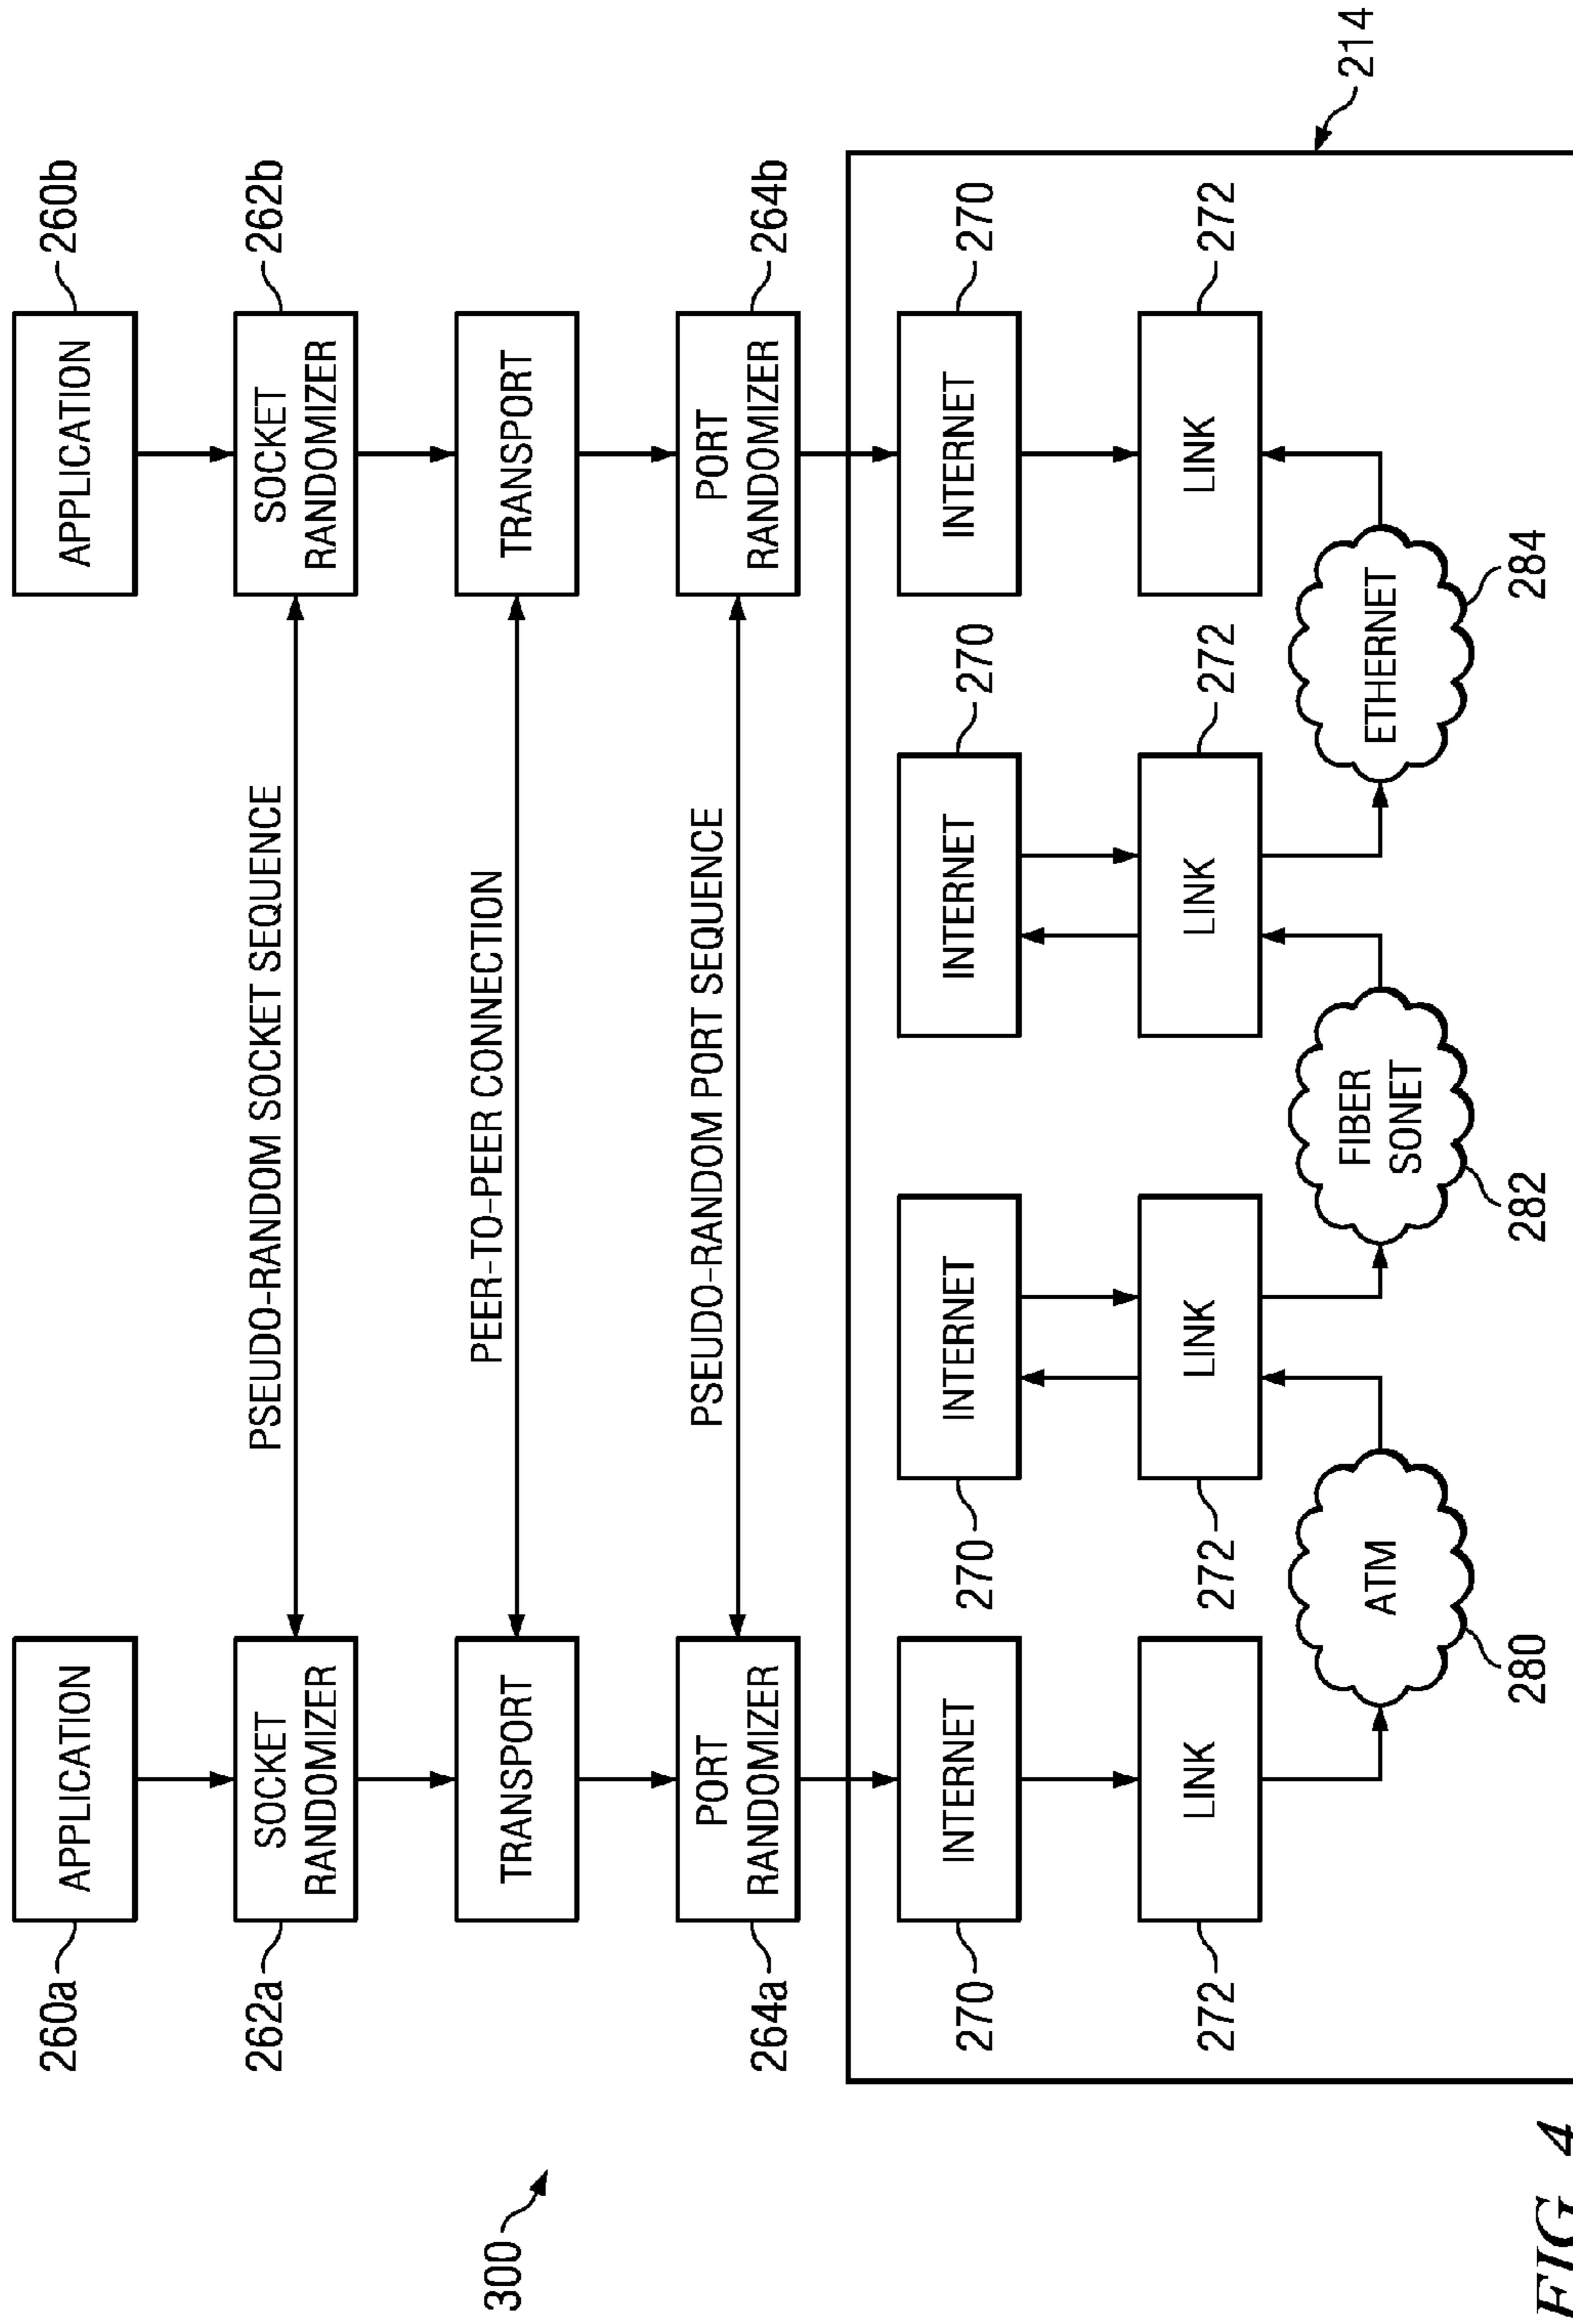 260a
APPLICATION
APPLICATION
260b
262a
SOCKET
RANDOMIZER
PSEUDO-RANDOM SOCKET SEQUENCE
SOCKET
RANDOMIZER
262b
300
TRANSPORT
PEER-TO-PEER CONNECTION
TRANSPORT
264a
PORT
RANDOMIZER
PSEUDO-RANDOM PORT SEQUENCE
PORT
RANDOMIZER
264b
270
INTERNET
270
INTERNET
INTERNET
270
INTERNET
270
272
LINK
272
LINK
LINK
272
LINK
272
214
ATM
FIBER
SONET
ETHERNET
280
282
284
FIG. 4